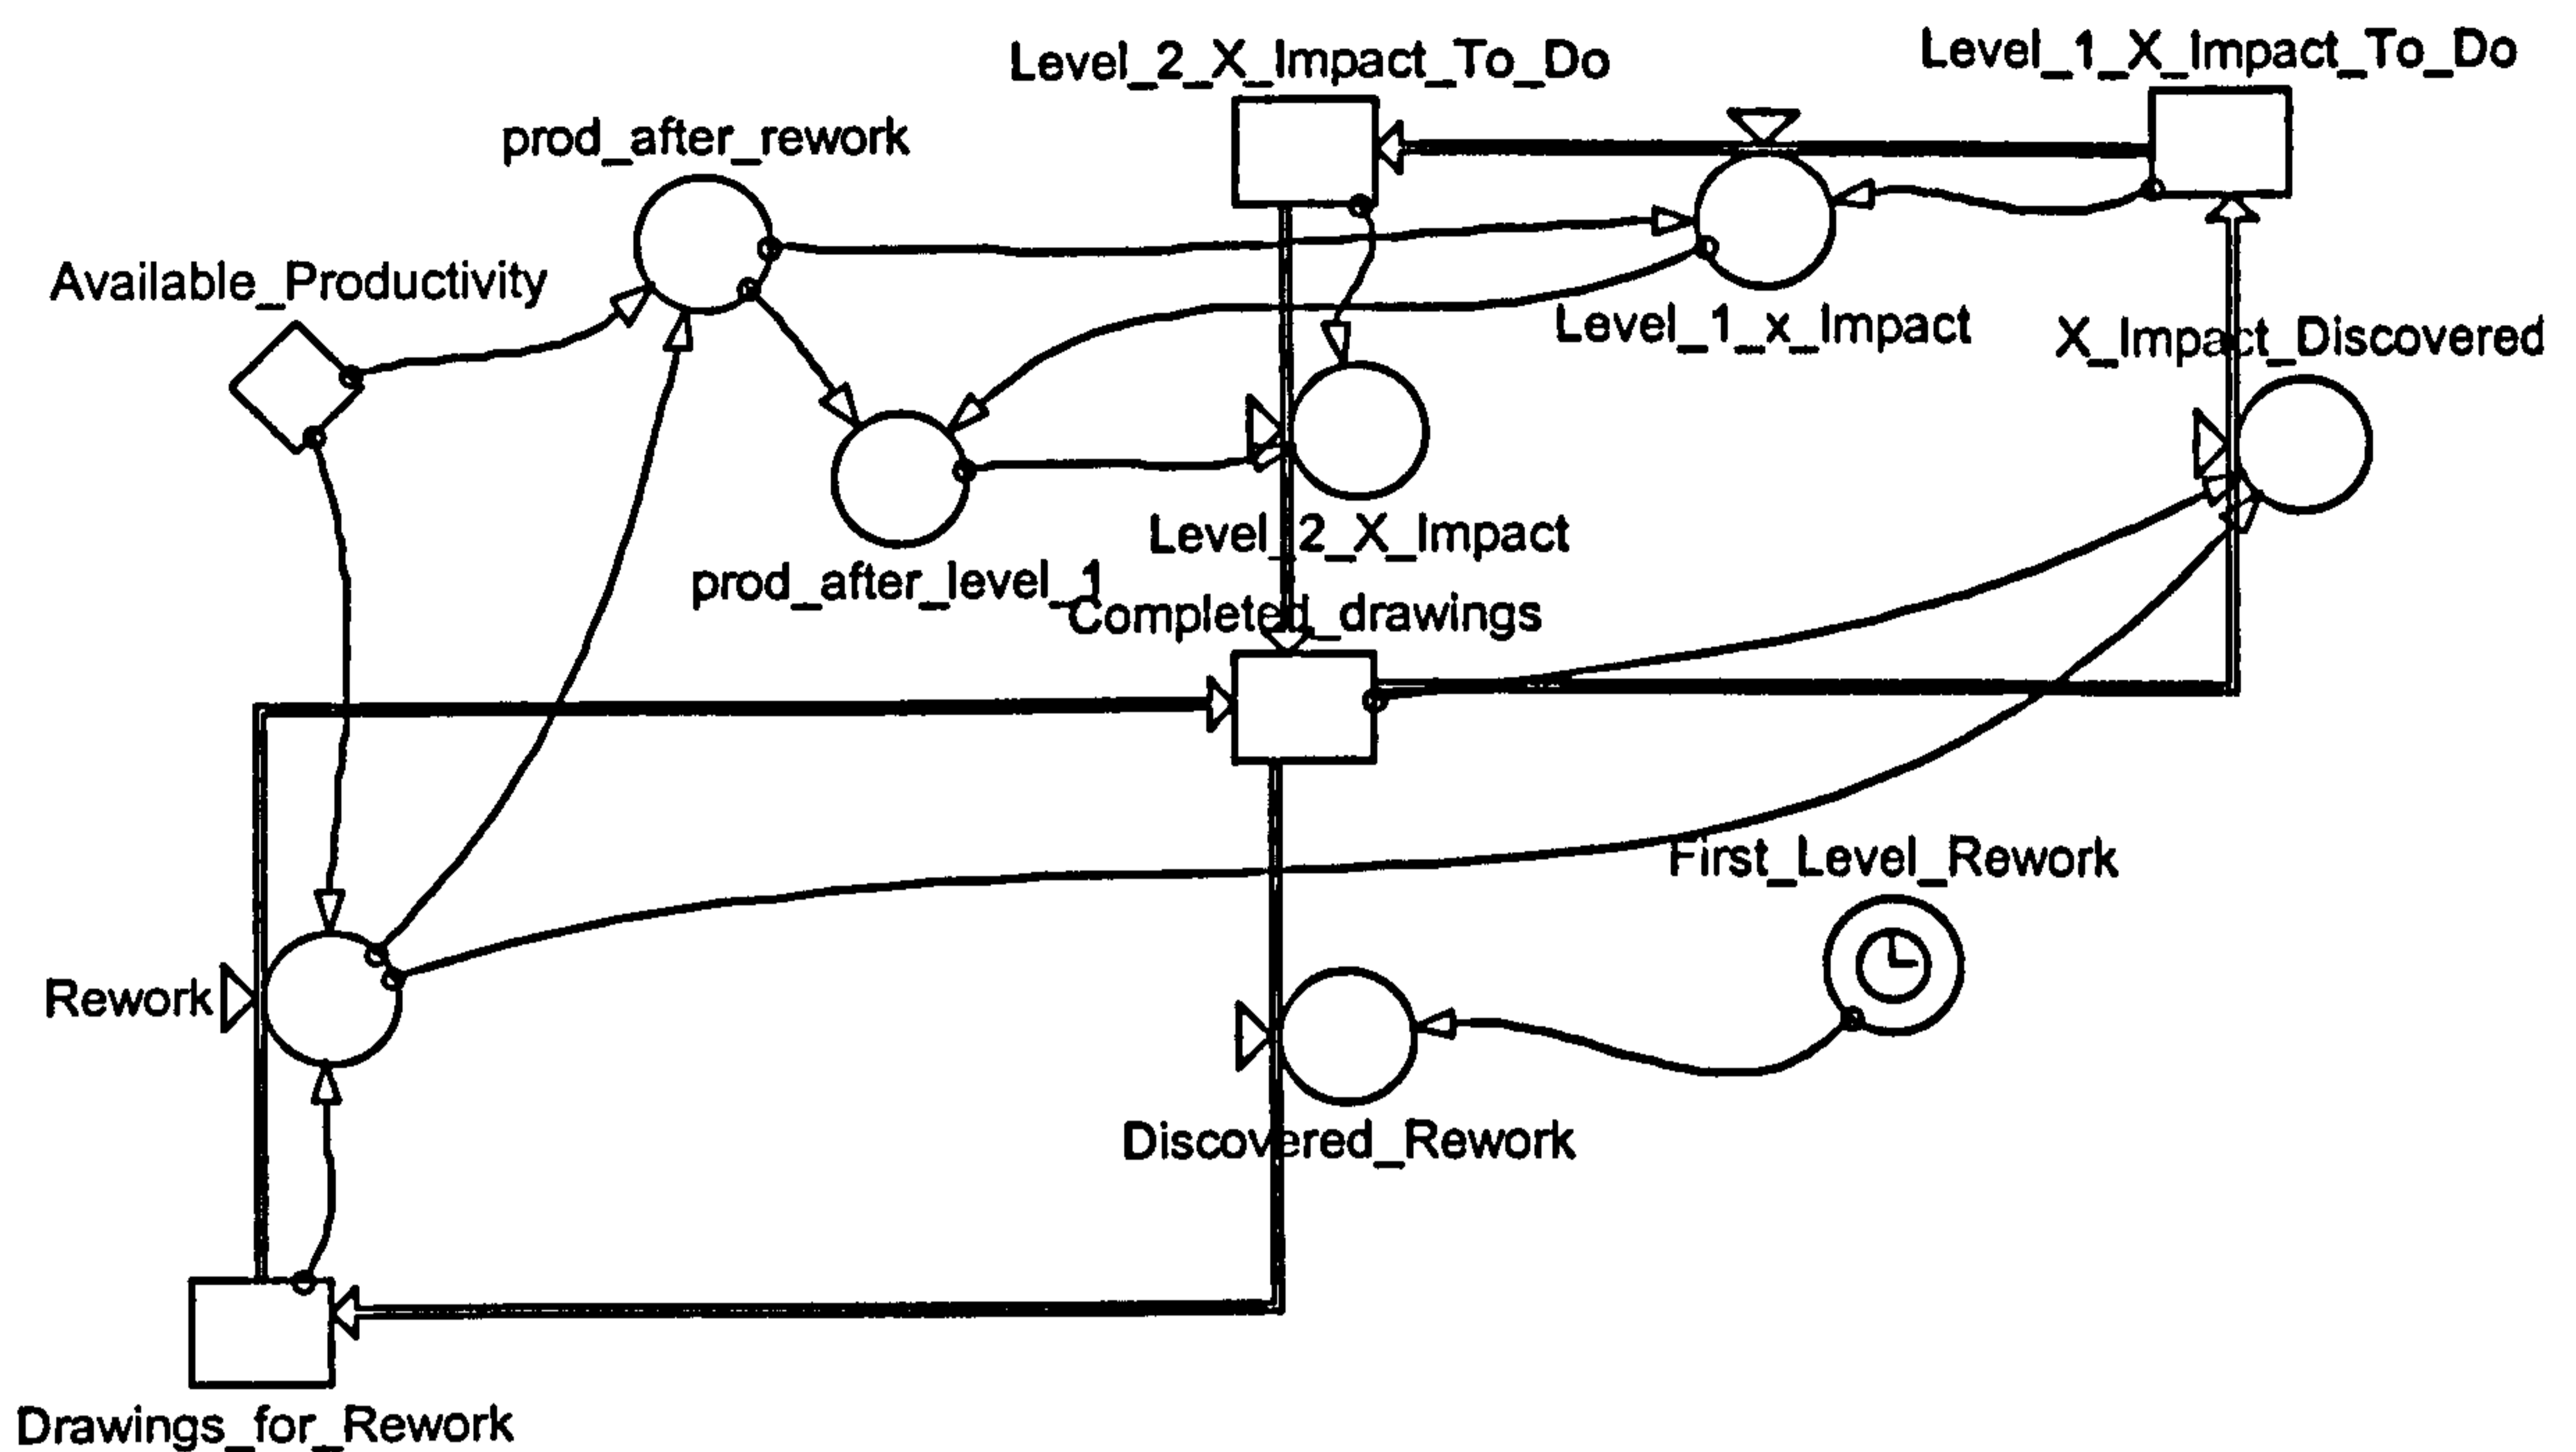 Level_2_X_Impact_To_Do
Level_1_X_Impact_To_Do
prod_after_rework
Available_Productivity
Level_1_x_Impact
X_Impact_Discovered
Level_2_X_Impact
prod_after_level_1
Completed_drawings
First_Level_Rework
Rework
Discovered_Rework
Drawings_for_Rework